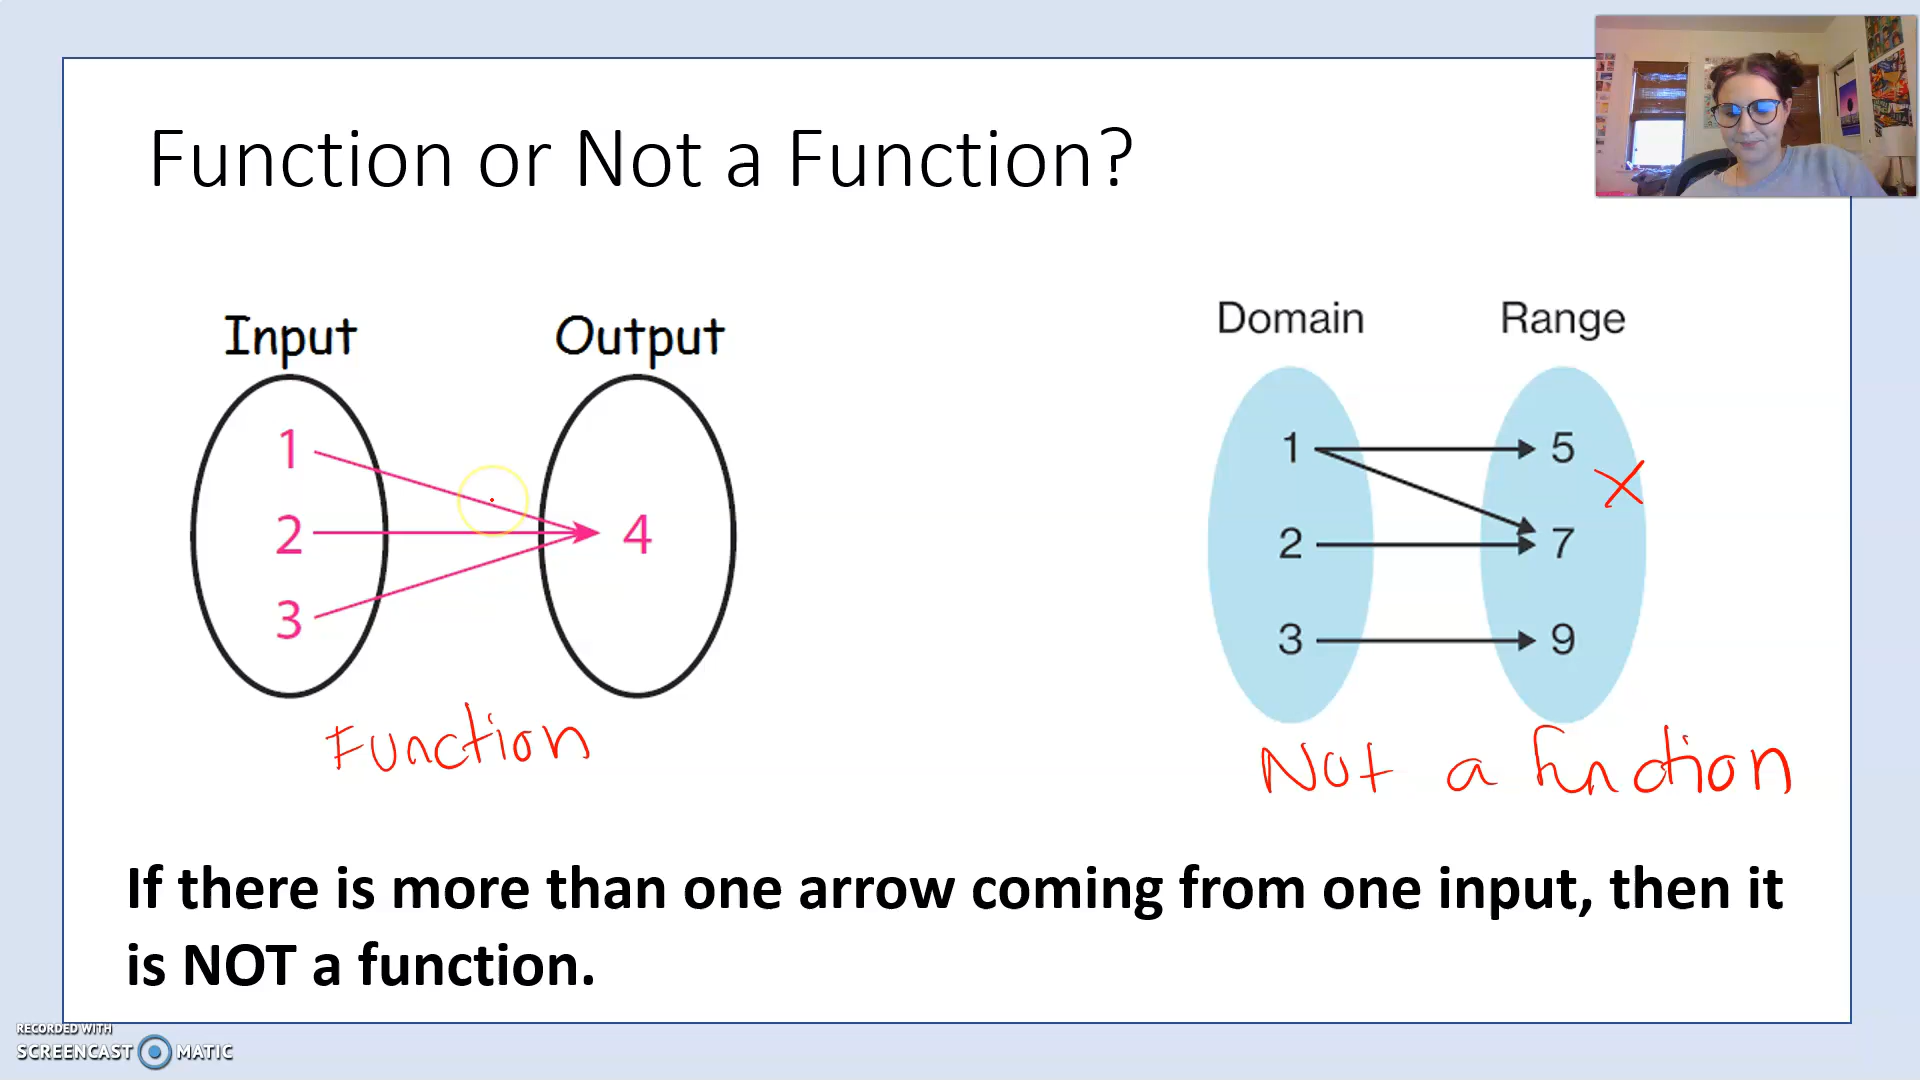 Function or Not a Function?
Input Output
1
2 4
3
Function
Domain Range
1 5
X
2 7
3 9
Not a function
If there is more than one arrow coming from one input, then it
is NOT a function.
RECORDED WITH
SCREENCAST MATIC